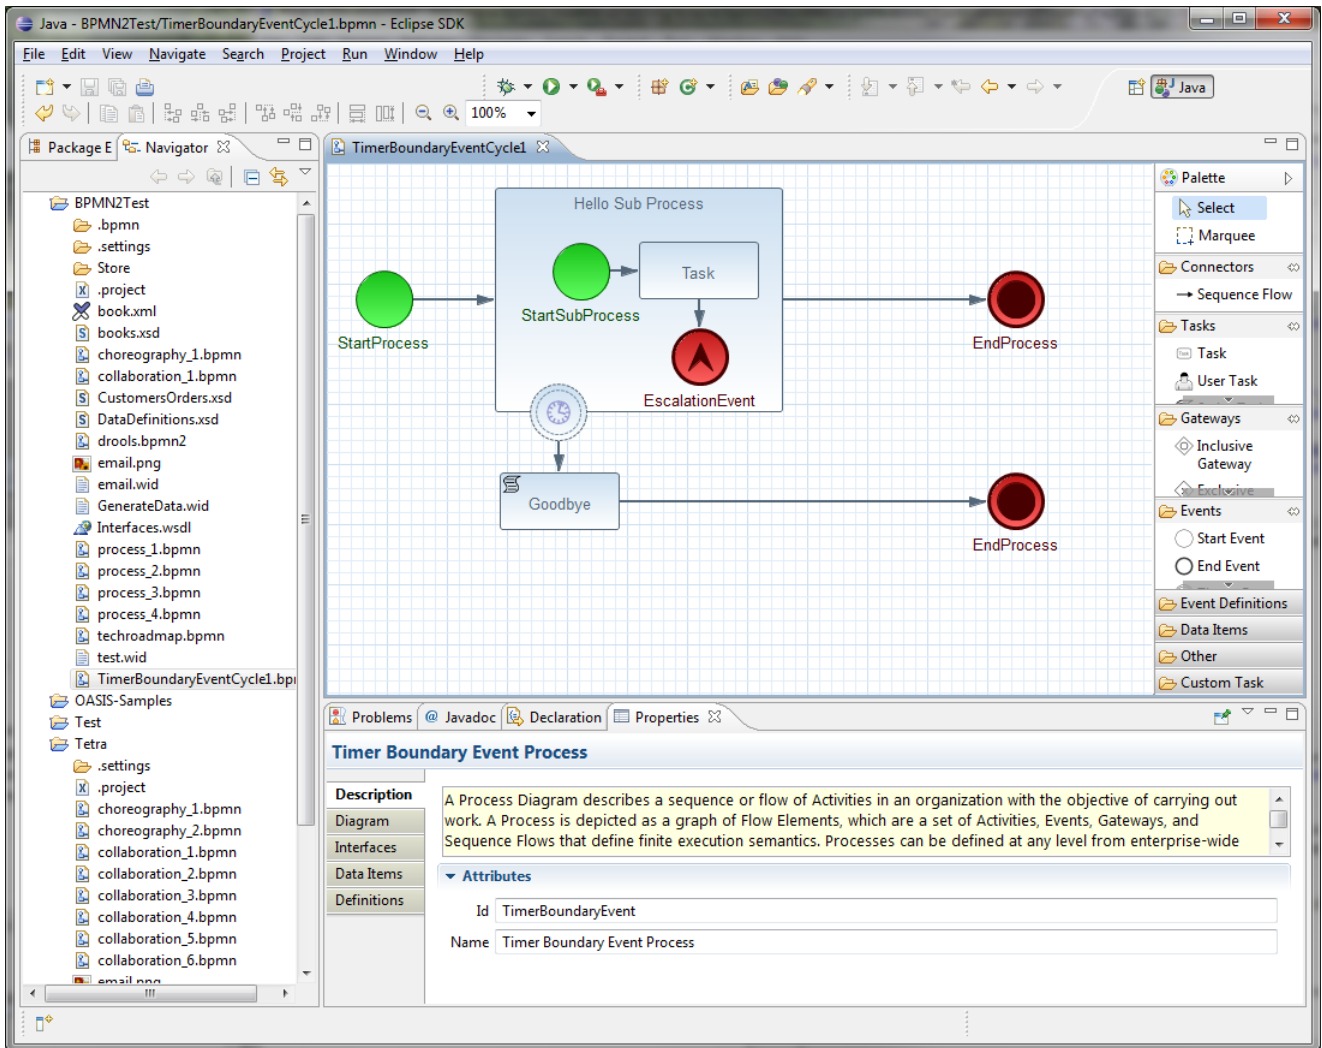 Java - BPMN2Test/TimerBoundaryEventCycle1.bpmn - Eclipse SDK
File Edit View Navigate Search Project Run Window Help
Java
100%
Package E Navigator
TimerBoundaryEventCycle1
BPMN2Test
.bpmn
.settings
Store
.project
book.xml
books.xsd
choreography_1.bpmn
collaboration_1.bpmn
CustomersOrders.xsd
DataDefinitions.xsd
drools.bpmn2
email.png
email.wid
GenerateData.wid
Interfaces.wsdl
process_1.bpmn
process_2.bpmn
process_3.bpmn
process_4.bpmn
techroadmap.bpmn
test.wid
TimerBoundaryEventCycle1.bp
OASIS-Samples
Test
Tetra
.settings
.project
choreography_1.bpmn
choreography_2.bpmn
collaboration_1.bpmn
collaboration_2.bpmn
collaboration_3.bpmn
collaboration_4.bpmn
collaboration_5.bpmn
collaboration_6.bpmn
email.png
Hello Sub Process
Task
StartSubProcess
StartProcess
EndProcess
EscalationEvent
Goodbye
EndProcess
Palette
Select
Marquee
Connectors
Sequence Flow
Tasks
Task
User Task
Gateways
Inclusive
Gateway
Exclusive
Events
Start Event
End Event
Event Definitions
Data Items
Other
Custom Task
Problems @ Javadoc Declaration Properties
Timer Boundary Event Process
Description
Diagram
Interfaces
Data Items
Definitions
A Process Diagram describes a sequence or flow of Activities in an organization with the objective of carrying out
work. A Process is depicted as a graph of Flow Elements, which are a set of Activities, Events, Gateways, and
Sequence Flows that define finite execution semantics. Processes can be defined at any level from enterprise-wide
Attributes
Id TimerBoundaryEvent
Name Timer Boundary Event Process